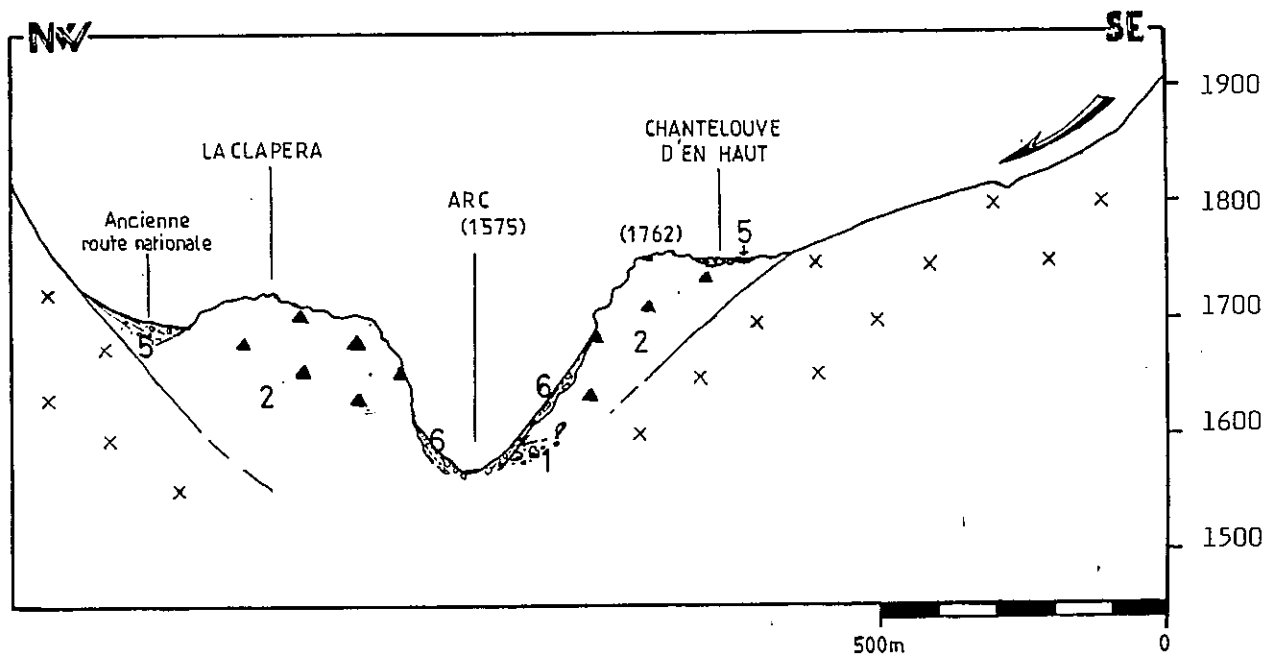 NW
SE
1900
CHANTELOUVE
D'EN HAUT
LA CLAPERA
ARC
(1575)
1800
Ancienne
route nationale
(1762)
5
1700
5
2
2
6
1600
6
?
1
1500
500m
0